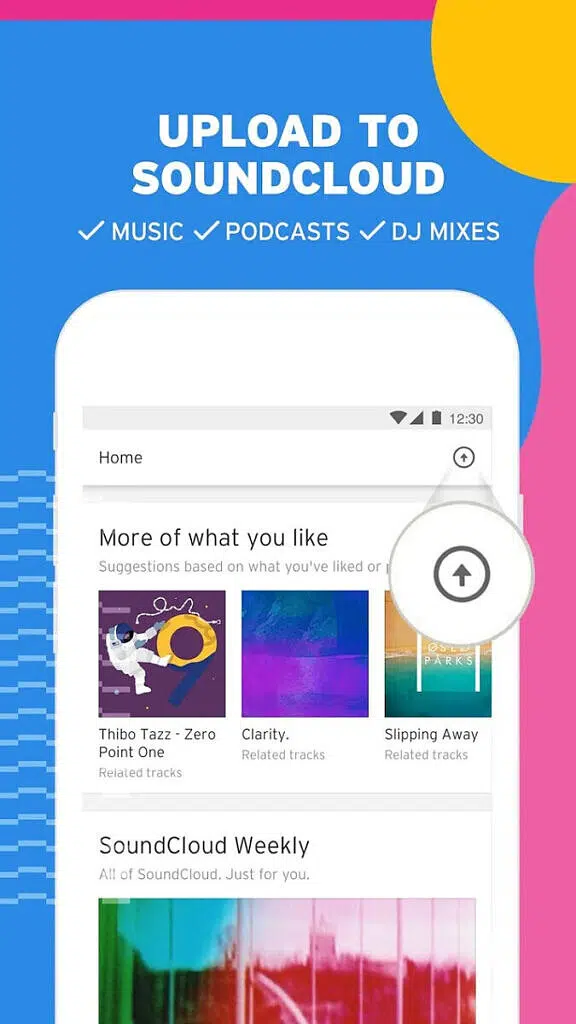 UPLOAD TO
SOUNDCLOUD
MUSIC PODCASTS DJ MIXES
12:30
Home
More of what you like
Suggestions based on what you've liked or
PARKS
Thibo Tazz - Zero
Point One
Related tracks
Clarity.
Related tracks
Slipping Away
Related tracks
SoundCloud Weekly
All of SoundCloud. Just for you.